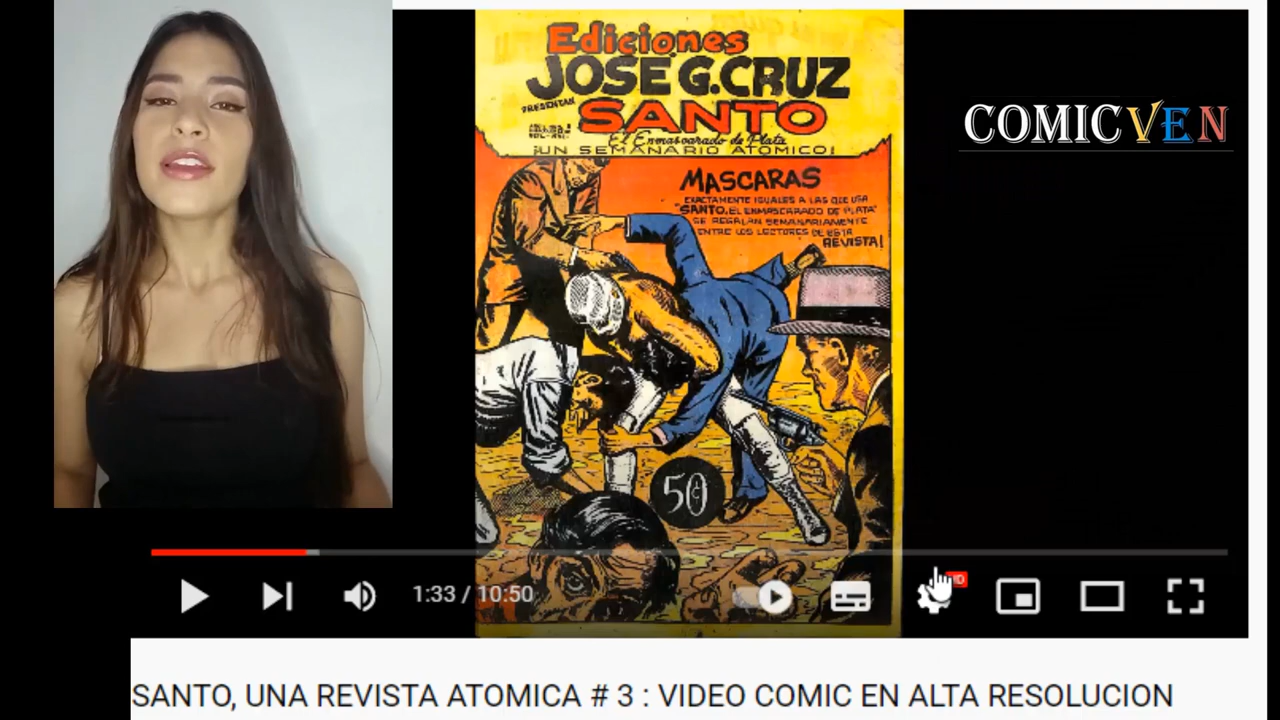 Ediciones
JOSE G. CRUZ
PRESENTAN
SANTO
El Enmascarado de Plata
¡UN SEMANARIO ATOMICO!
MASCARAS
EXACTAMENTE IGUALES A LAS QUE USA
"SANTO, EL ENMASCARADO DE PLATA"
SE REGALAN SEMANARIAMENTE
ENTRE LOS LECTORES DE ESTA
REVISTA!
50¢
COMICVEN
1:33 / 10:50
HD
SANTO, UNA REVISTA ATOMICA # 3 : VIDEO COMIC EN ALTA RESOLUCION